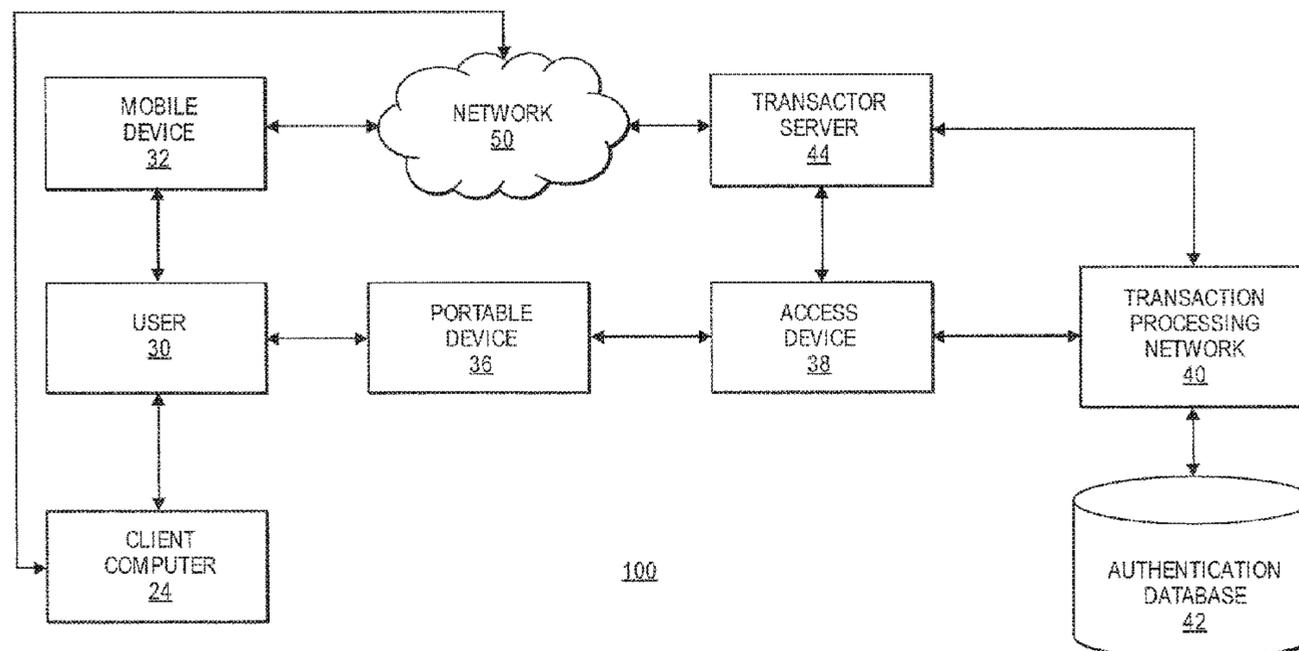 MOBILE
DEVICE
32
NETWORK
50
TRANSACTOR
SERVER
44
USER
30
PORTABLE
DEVICE
36
ACCESS
DEVICE
38
TRANSACTION
PROCESSING
NETWORK
40
CLIENT
COMPUTER
24
100
AUTHENTICATION
DATABASE
42